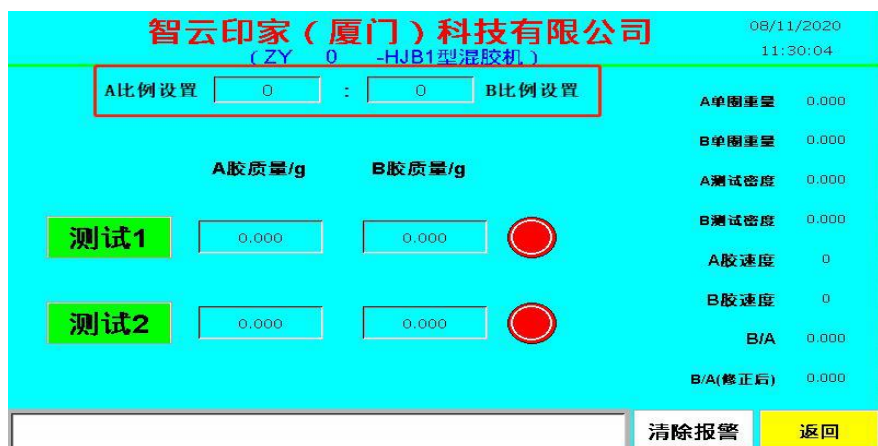 智云印家（厦门）科技有限公司
（ZY 0 -HJB1型混胶机）
08/11/2020
11:30:04
A比例设置 0 : 0 B比例设置
A单圈重量 0.000
B单圈重量 0.000
A胶质量/g B胶质量/g
A测试密度 0.000
B测试密度 0.000
测试1 0.000 0.000
A胶速度 0
B胶速度 0
测试2 0.000 0.000
B/A 0.000
B/A(修正后) 0.000
清除报警 返回